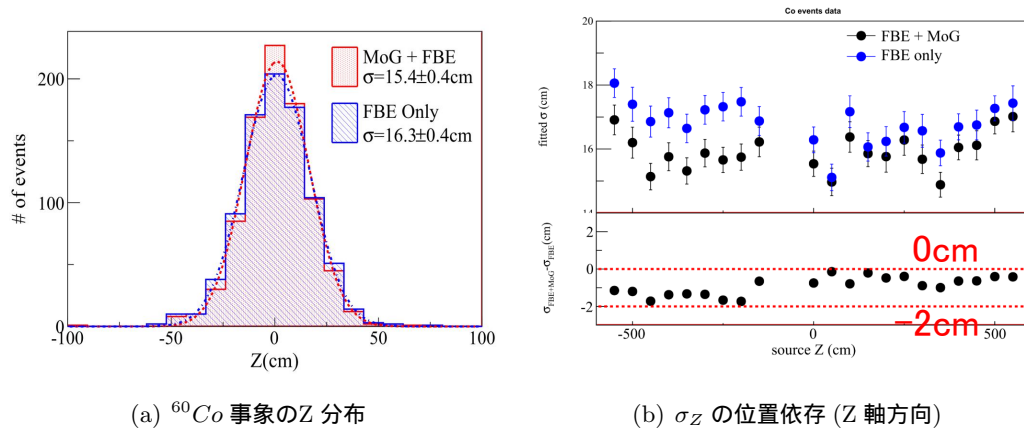 MoG + FBE
σ=15.4±0.4cm
FBE Only
σ=16.3±0.4cm
# of events
200
100
0
-100
-50
0
50
100
Z(cm)
(a) ⁶⁰Co 事象のZ 分布
Co events data
FBE + MoG
FBE only
fitted σ (cm)
20
18
16
14
σFBE+MoG-σFBE(cm)
2
0
-2
0cm
-2cm
-500
0
500
source Z (cm)
(b) σZ の位置依存 (Z 軸方向)